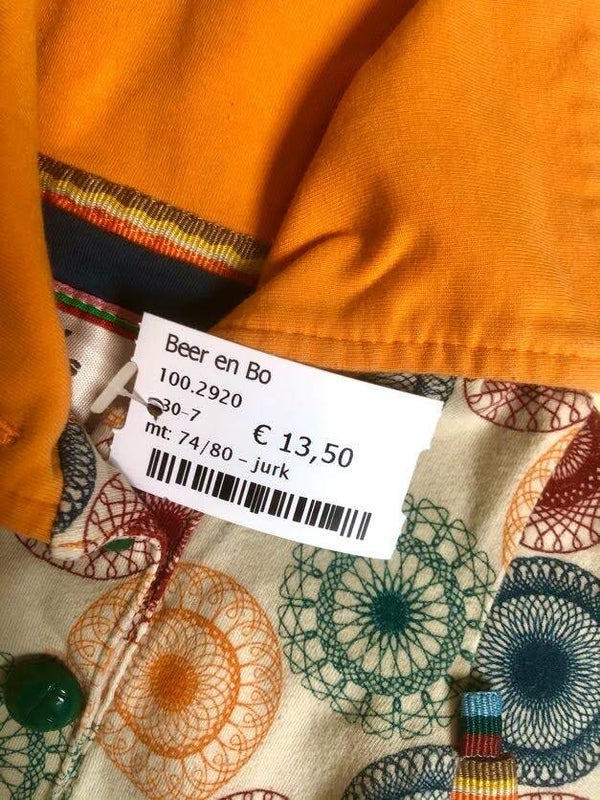 Beer en Bo
100.2920
30-7
€ 13,50
mt: 74/80 - jurk